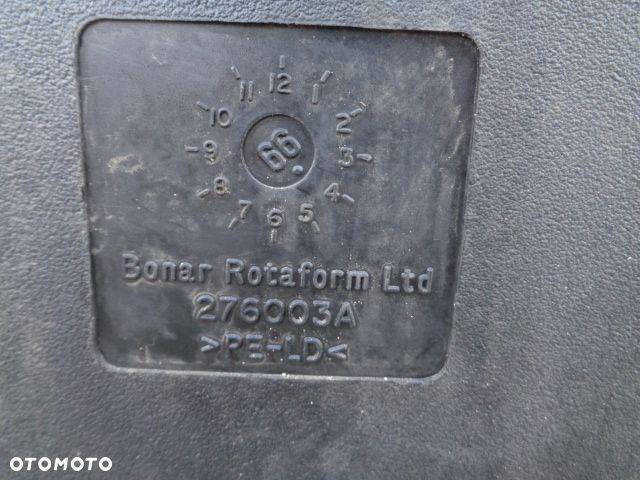 12
11 1
10 2
99
9 3
8 4
7 6 5
Bonar Rotaform Ltd
276003A
>PE-LD<
OTOMOTO